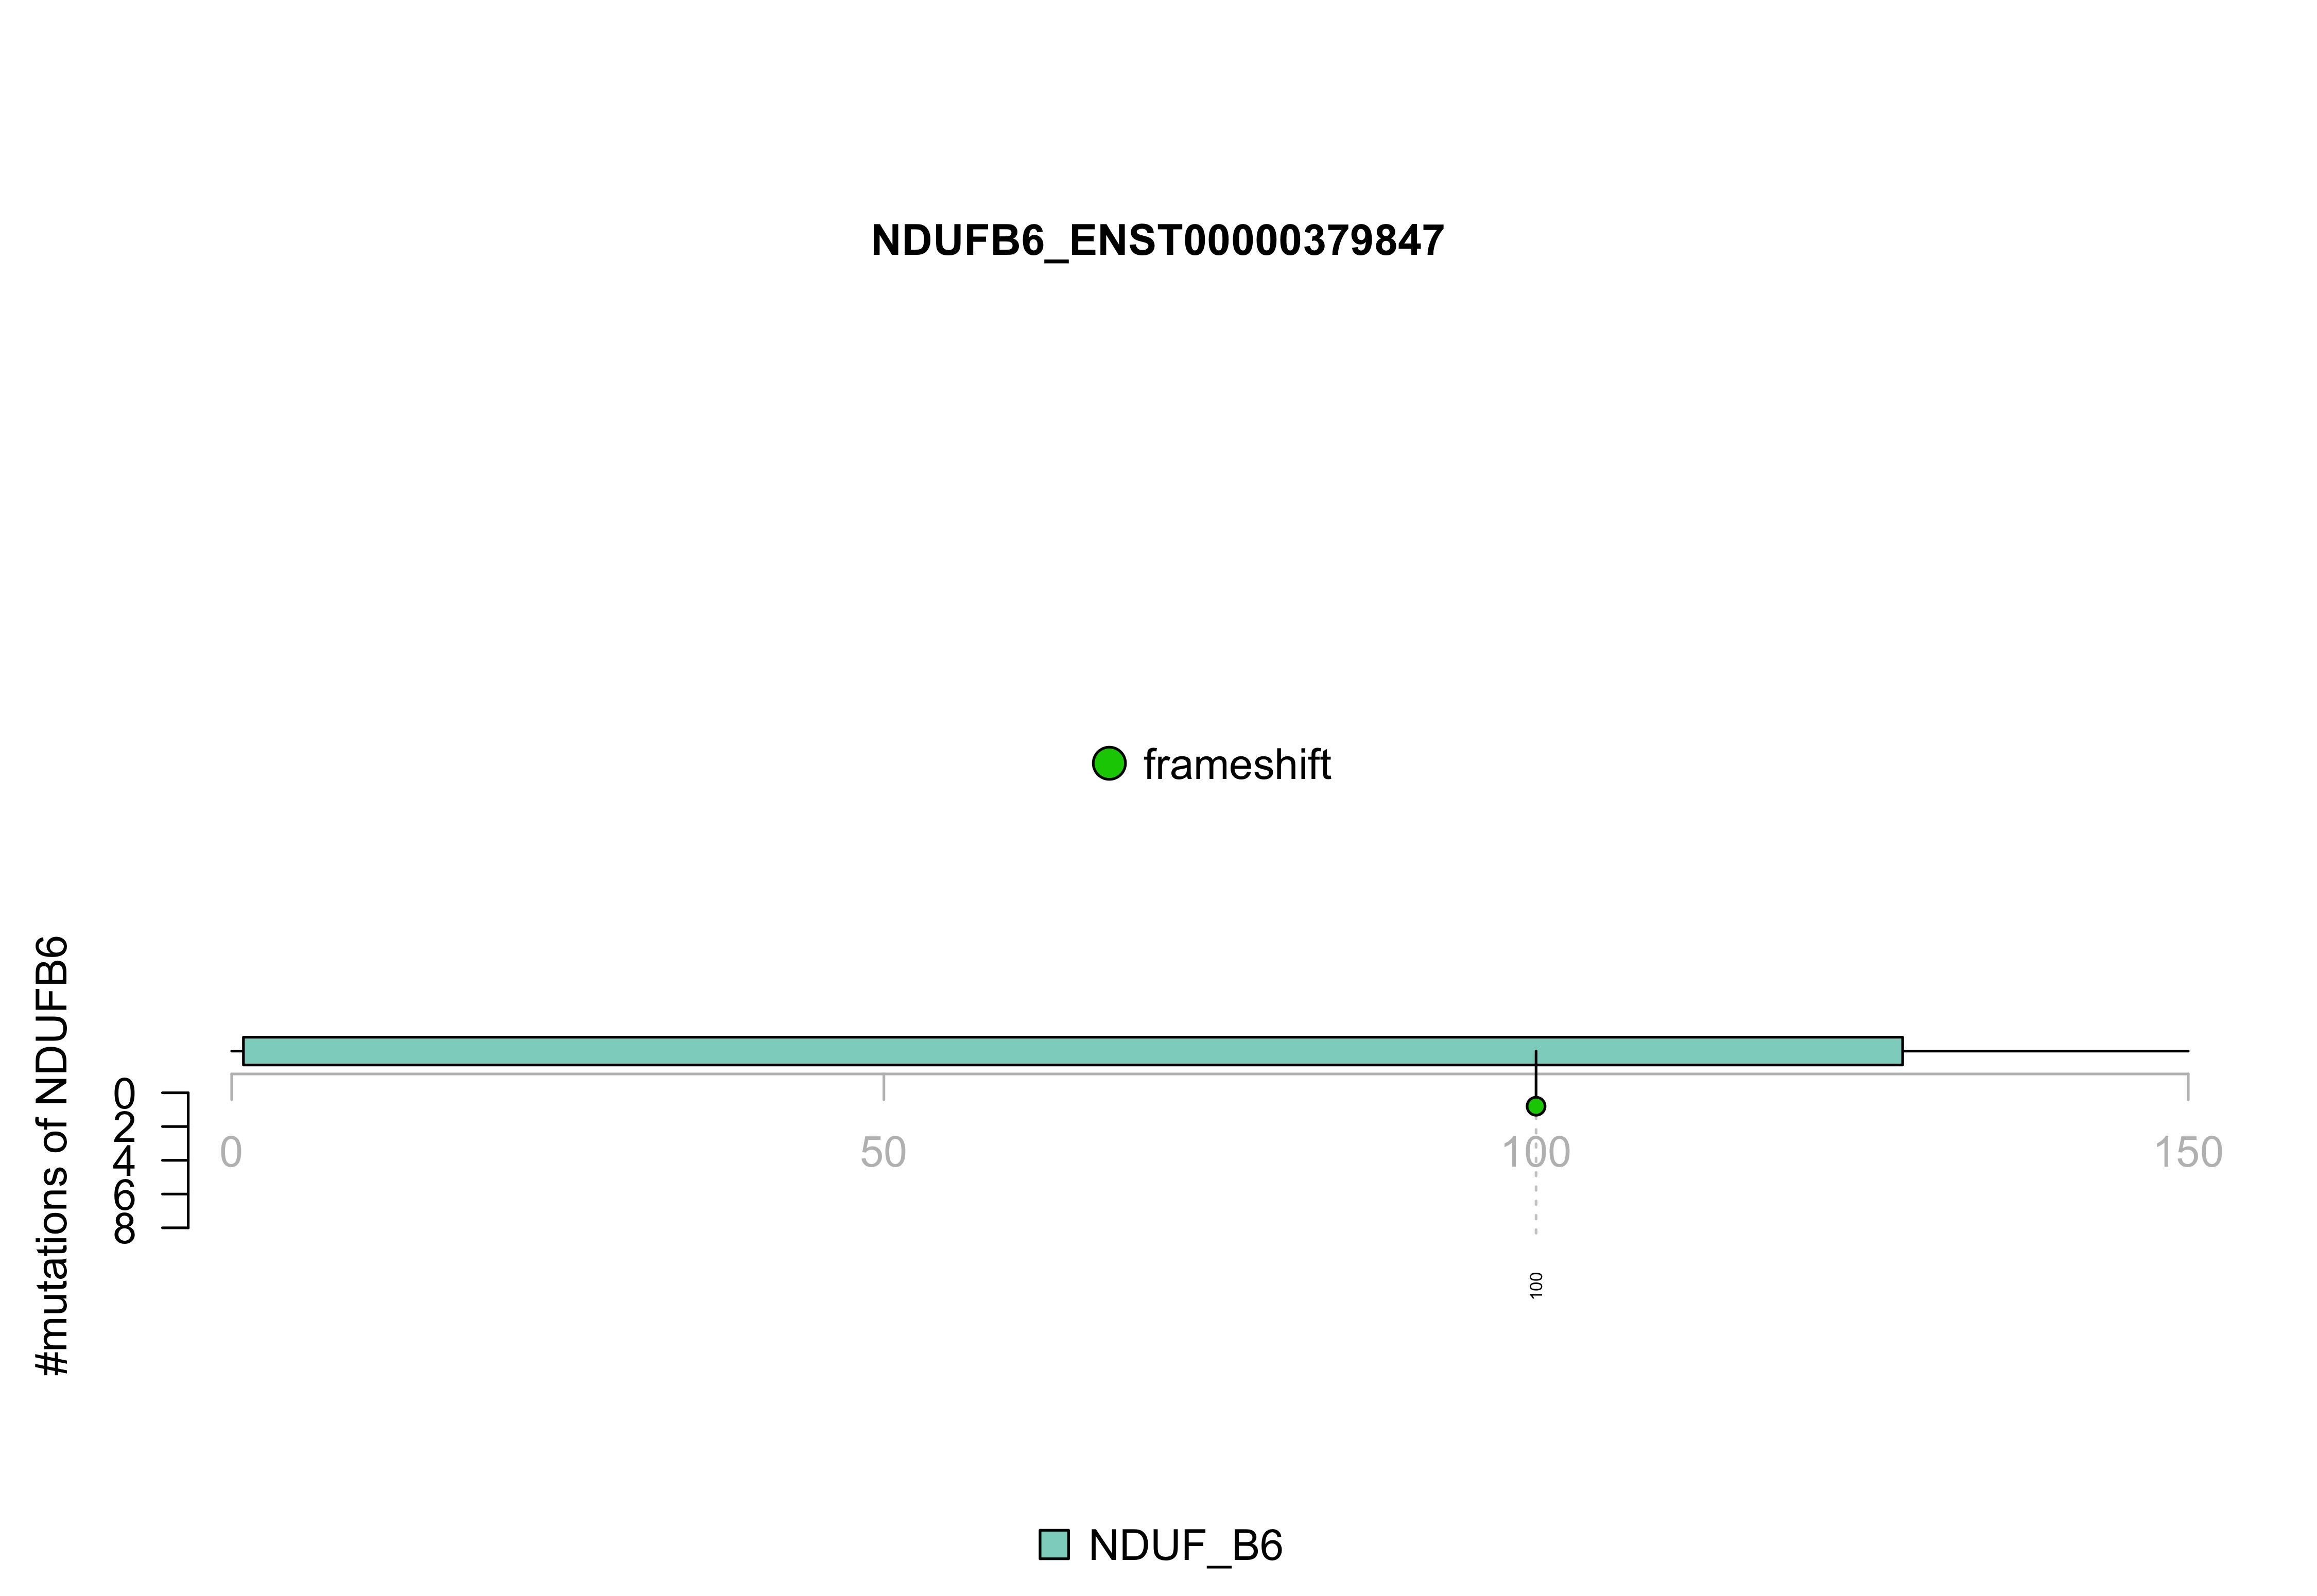 NDUFB6_ENST00000379847
frameshift
#mutations of NDUFB6
0
2
4
6
8
0 50 100 150
100
NDUF_B6